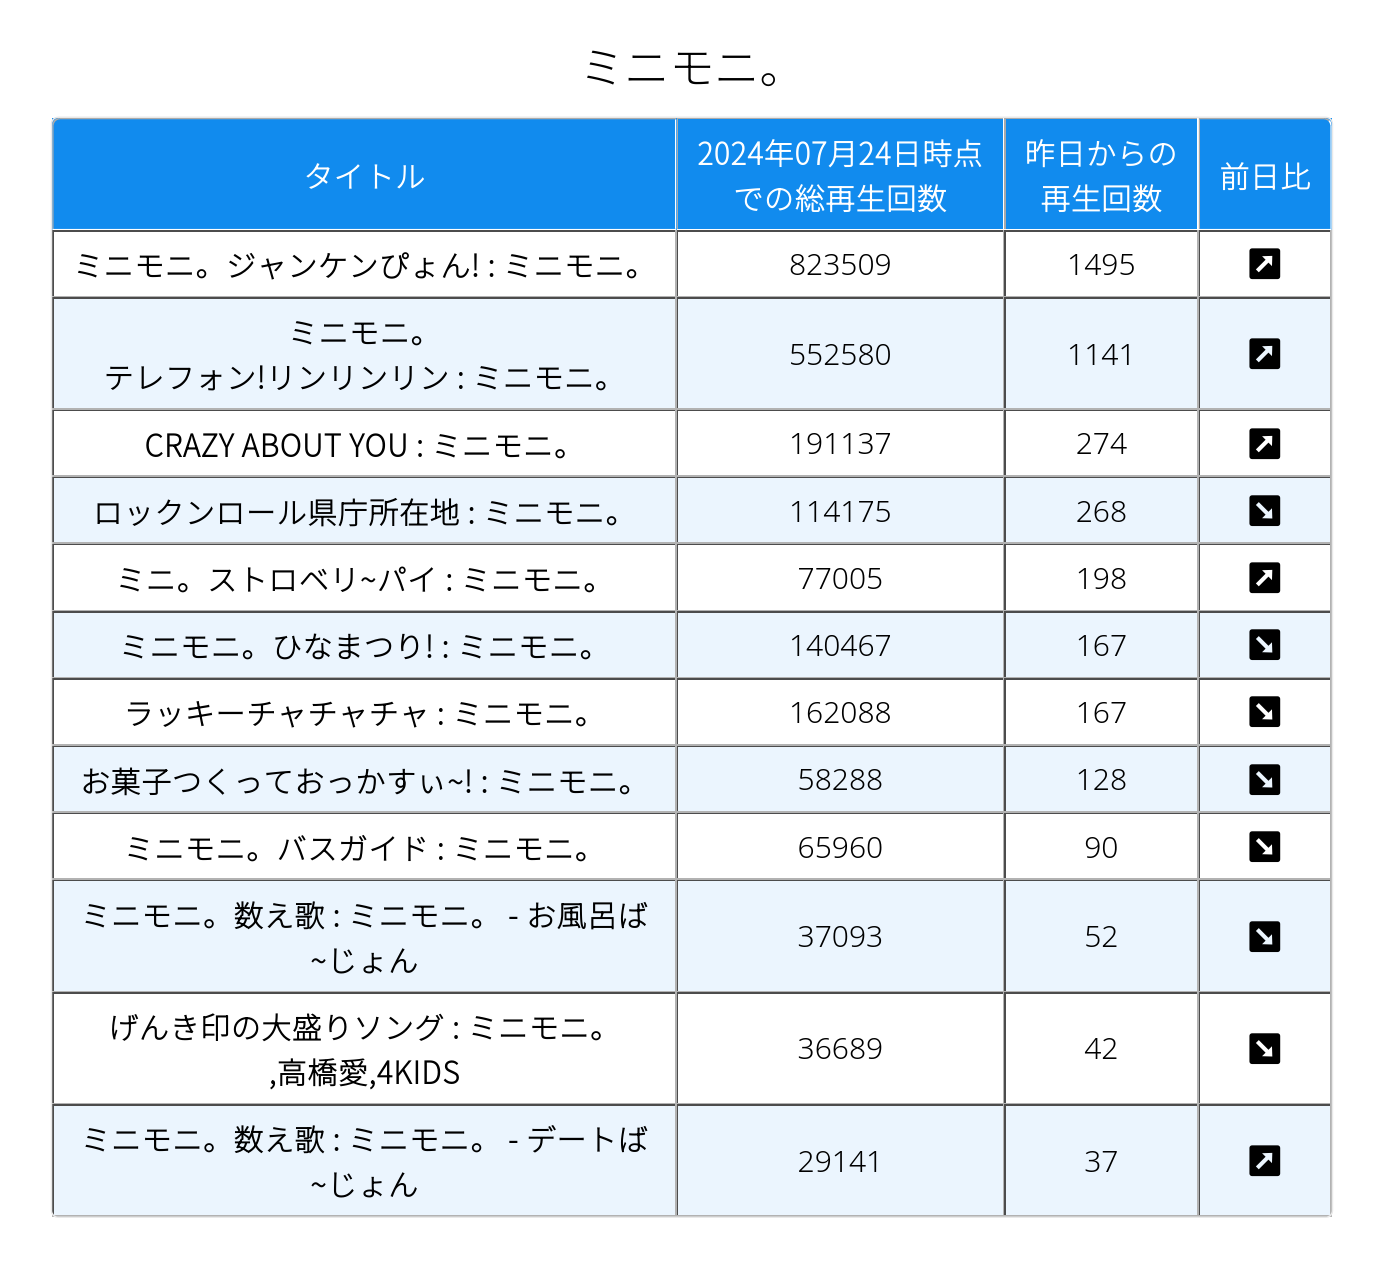 ミニモニ。
タイトル
2024年07月24日時点
での総再生回数
昨日からの
再生回数
前日比
ミニモニ。ジャンケンぴょん! : ミニモニ。 823509 1495 ↗
ミニモニ。
テレフォン!リンリンリン : ミニモニ。 552580 1141 ↗
CRAZY ABOUT YOU : ミニモニ。 191137 274 ↗
ロックンロール県庁所在地 : ミニモニ。 114175 268 ↘
ミニ。ストロベリ~パイ : ミニモニ。 77005 198 ↗
ミニモニ。ひなまつり! : ミニモニ。 140467 167 ↘
ラッキーチャチャチャ : ミニモニ。 162088 167 ↘
お菓子つくっておっかすぃ~! : ミニモニ。 58288 128 ↘
ミニモニ。バスガイド : ミニモニ。 65960 90 ↘
ミニモニ。数え歌 : ミニモニ。 - お風呂ば
~じょん 37093 52 ↘
げんき印の大盛りソング : ミニモニ。
,高橋愛,4KIDS 36689 42 ↘
ミニモニ。数え歌 : ミニモニ。 - デートば
~じょん 29141 37 ↗